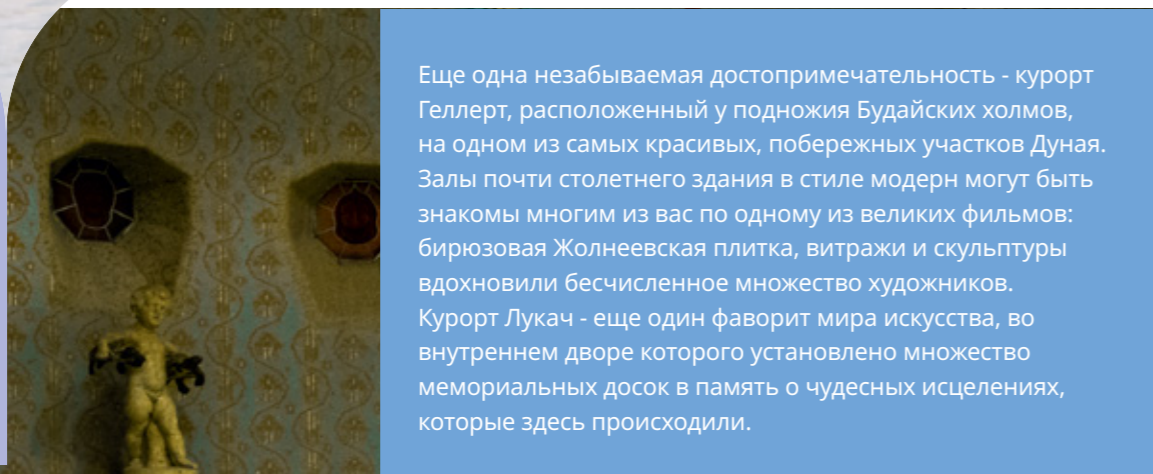 Еще одна незабываемая достопримечательность - курорт
Геллерт, расположенный у подножия Будайских холмов,
на одном из самых красивых, побережных участков Дуная.
Залы почти столетнего здания в стиле модерн могут быть
знакомы многим из вас по одному из великих фильмов:
бирюзовая Жолнеевская плитка, витражи и скульптуры
вдохновили бесчисленное множество художников.
Курорт Лукач - еще один фаворит мира искусства, во
внутреннем дворе которого установлено множество
мемориальных досок в память о чудесных исцелениях,
которые здесь происходили.